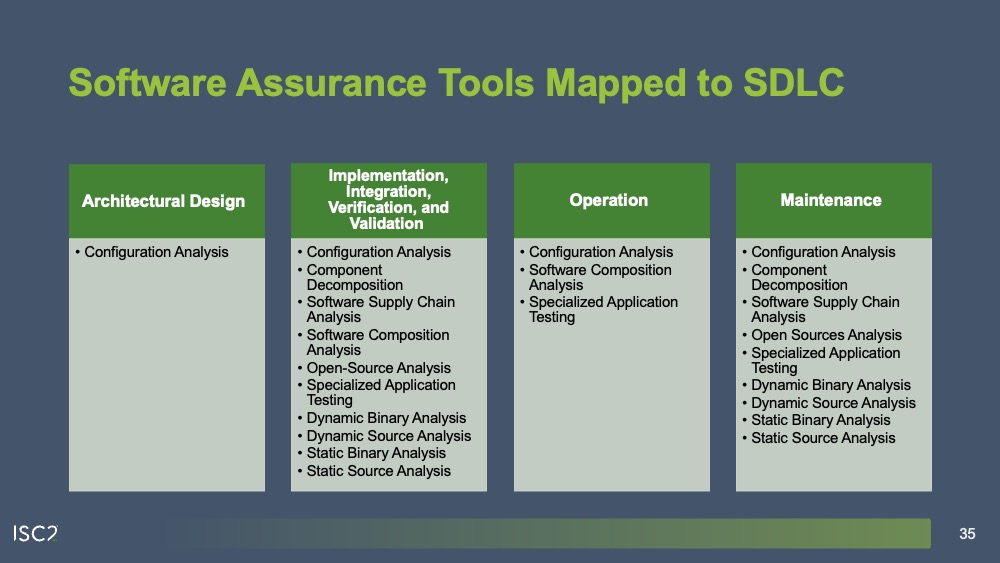 Software Assurance Tools Mapped to SDLC
Architectural Design
• Configuration Analysis
Implementation,
Integration,
Verification, and
Validation
• Configuration Analysis
• Component
Decomposition
• Software Supply Chain
Analysis
• Software Composition
Analysis
• Open-Source Analysis
• Specialized Application
Testing
• Dynamic Binary Analysis
• Dynamic Source Analysis
• Static Binary Analysis
• Static Source Analysis
Operation
• Configuration Analysis
• Software Composition
Analysis
• Specialized Application
Testing
Maintenance
• Configuration Analysis
• Component
Decomposition
• Software Supply Chain
Analysis
• Open Sources Analysis
• Specialized Application
Testing
• Dynamic Binary Analysis
• Dynamic Source Analysis
• Static Binary Analysis
• Static Source Analysis
ISC2
35